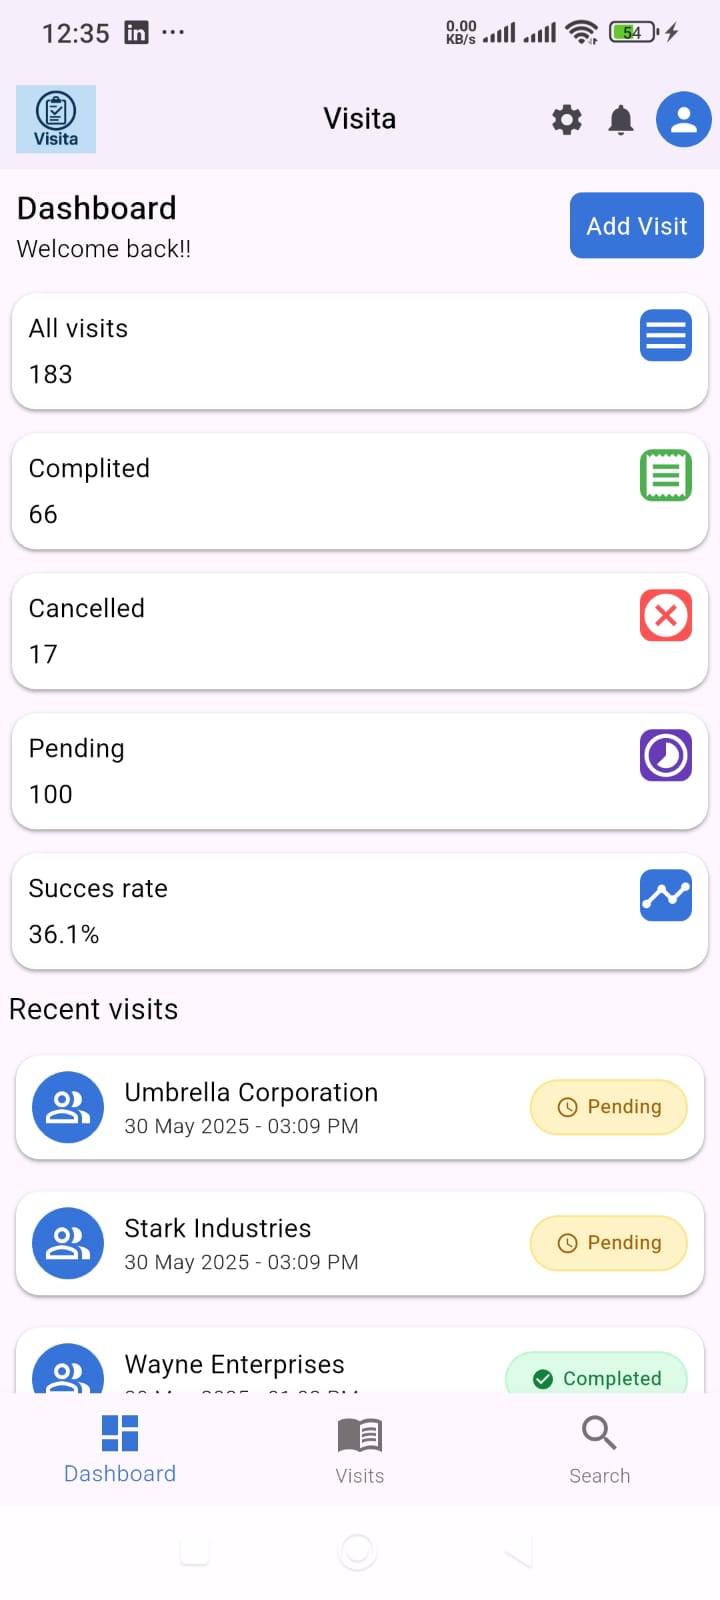 12:35 in ...
0.00 KB/s 54
Visita
Visita
Dashboard
Welcome back!!
Add Visit
All visits
183
Complited
66
Cancelled
17
Pending
100
Succes rate
36.1%
Recent visits
Umbrella Corporation
30 May 2025 - 03:09 PM
Pending
Stark Industries
30 May 2025 - 03:09 PM
Pending
Wayne Enterprises
Completed
Dashboard
Visits
Search